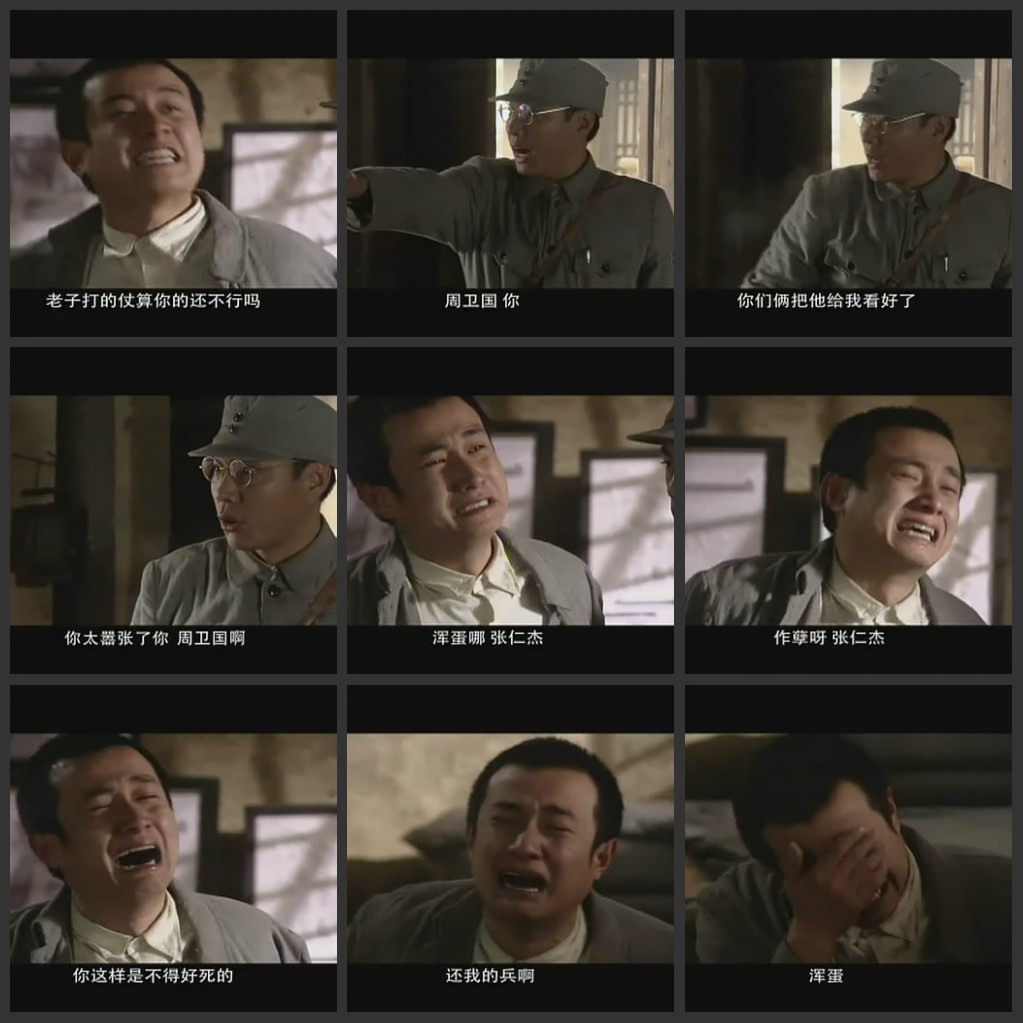 老子打的仗算你的还不行吗
周卫国 你
你们俩把他给我看好了
你太嚣张了你 周卫国啊
浑蛋哪 张仁杰
作孽呀 张仁杰
你这样是不得好死的
还我的兵啊
浑蛋